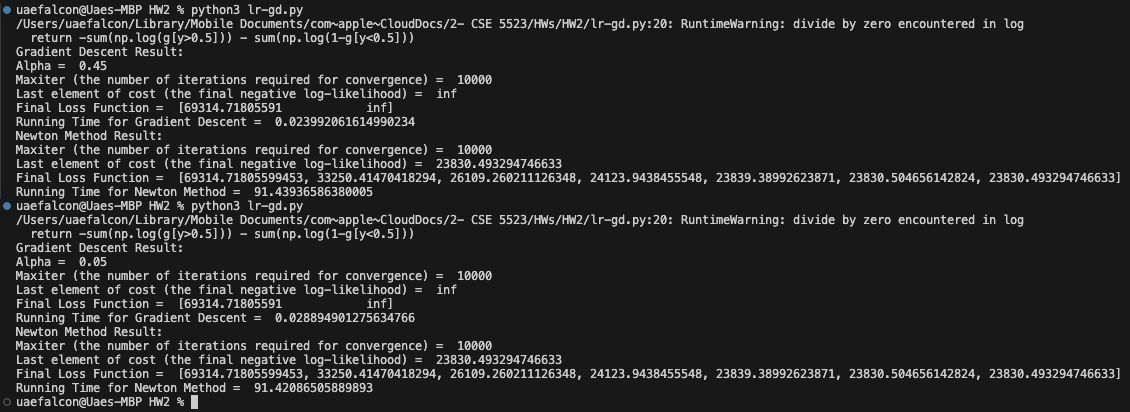 uaefalcon@Uaes-MBP HW2 % python3 lr-gd.py
/Users/uaefalcon/Library/Mobile Documents/com~apple~CloudDocs/2- CSE 5523/HWs/HW2/lr-gd.py:20: RuntimeWarning: divide by zero encountered in log
  return -sum(np.log(g[y>0.5])) - sum(np.log(1-g[y<0.5]))
Gradient Descent Result:
Alpha =  0.45
Maxiter (the number of iterations required for convergence) =  10000
Last element of cost (the final negative log-likelihood) =  inf
Final Loss Function =  [69314.71805591            inf]
Running Time for Gradient Descent =  0.023992061614990234
Newton Method Result:
Maxiter (the number of iterations required for convergence) =  10000
Last element of cost (the final negative log-likelihood) =  23830.493294746633
Final Loss Function =  [69314.71805599453, 33250.41470418294, 26109.260211126348, 24123.9438455548, 23839.38992623871, 23830.504656142824, 23830.493294746633]
Running Time for Newton Method =  91.43936586380005
uaefalcon@Uaes-MBP HW2 % python3 lr-gd.py
/Users/uaefalcon/Library/Mobile Documents/com~apple~CloudDocs/2- CSE 5523/HWs/HW2/lr-gd.py:20: RuntimeWarning: divide by zero encountered in log
  return -sum(np.log(g[y>0.5])) - sum(np.log(1-g[y<0.5]))
Gradient Descent Result:
Alpha =  0.05
Maxiter (the number of iterations required for convergence) =  10000
Last element of cost (the final negative log-likelihood) =  inf
Final Loss Function =  [69314.71805591            inf]
Running Time for Gradient Descent =  0.028894901275634766
Newton Method Result:
Maxiter (the number of iterations required for convergence) =  10000
Last element of cost (the final negative log-likelihood) =  23830.493294746633
Final Loss Function =  [69314.71805599453, 33250.41470418294, 26109.260211126348, 24123.9438455548, 23839.38992623871, 23830.504656142824, 23830.493294746633]
Running Time for Newton Method =  91.42086505889893
uaefalcon@Uaes-MBP HW2 %